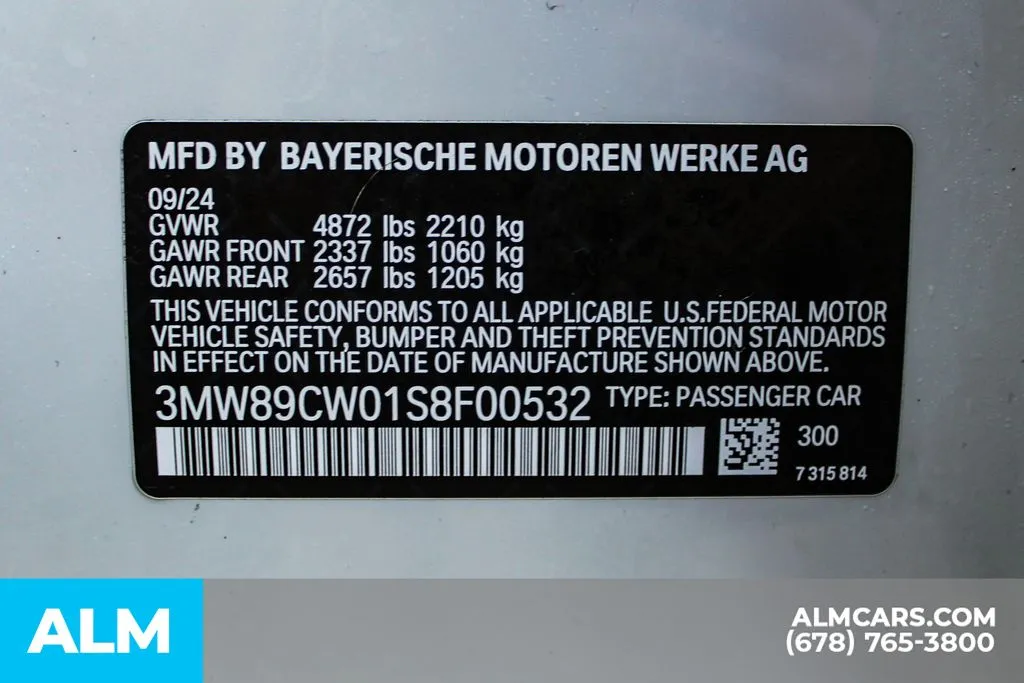 MFD BY BAYERISCHE MOTOREN WERKE AG
09/24
GVWR 4872 lbs 2210 kg
GAWR FRONT 2337 lbs 1060 kg
GAWR REAR 2657 lbs 1205 kg
THIS VEHICLE CONFORMS TO ALL APPLICABLE U.S.FEDERAL MOTOR
VEHICLE SAFETY, BUMPER AND THEFT PREVENTION STANDARDS
IN EFFECT ON THE DATE OF MANUFACTURE SHOWN ABOVE.
3MW89CW01S8F00532 TYPE: PASSENGER CAR
300
7 315 814
ALM
ALMCARS.COM
(678) 765-3800